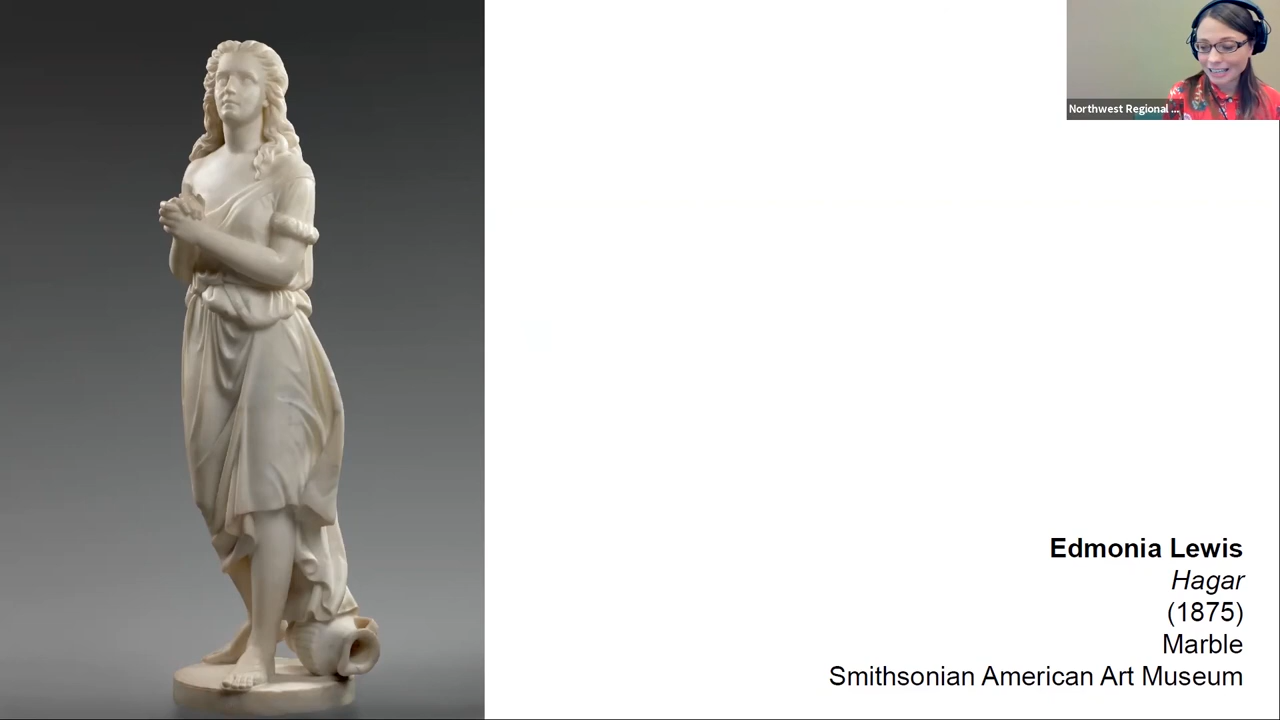 Northwest Regional ...
Edmonia Lewis
Hagar
(1875)
Marble
Smithsonian American Art Museum